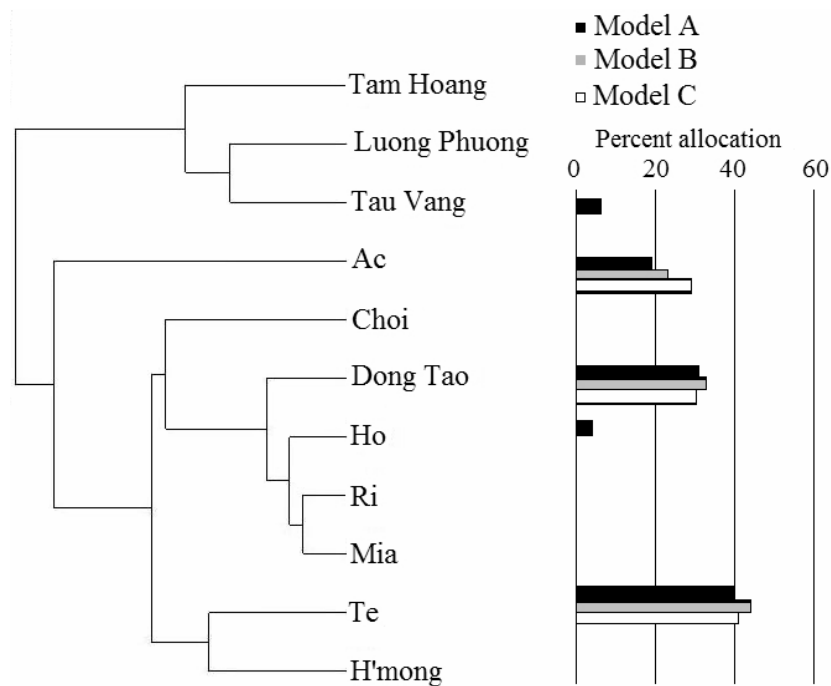 Model A
Model B
Model C
Percent allocation
0 20 40 60
Tam Hoang
Luong Phuong
Tau Vang
Ac
Choi
Dong Tao
Ho
Ri
Mia
Te
H'mong